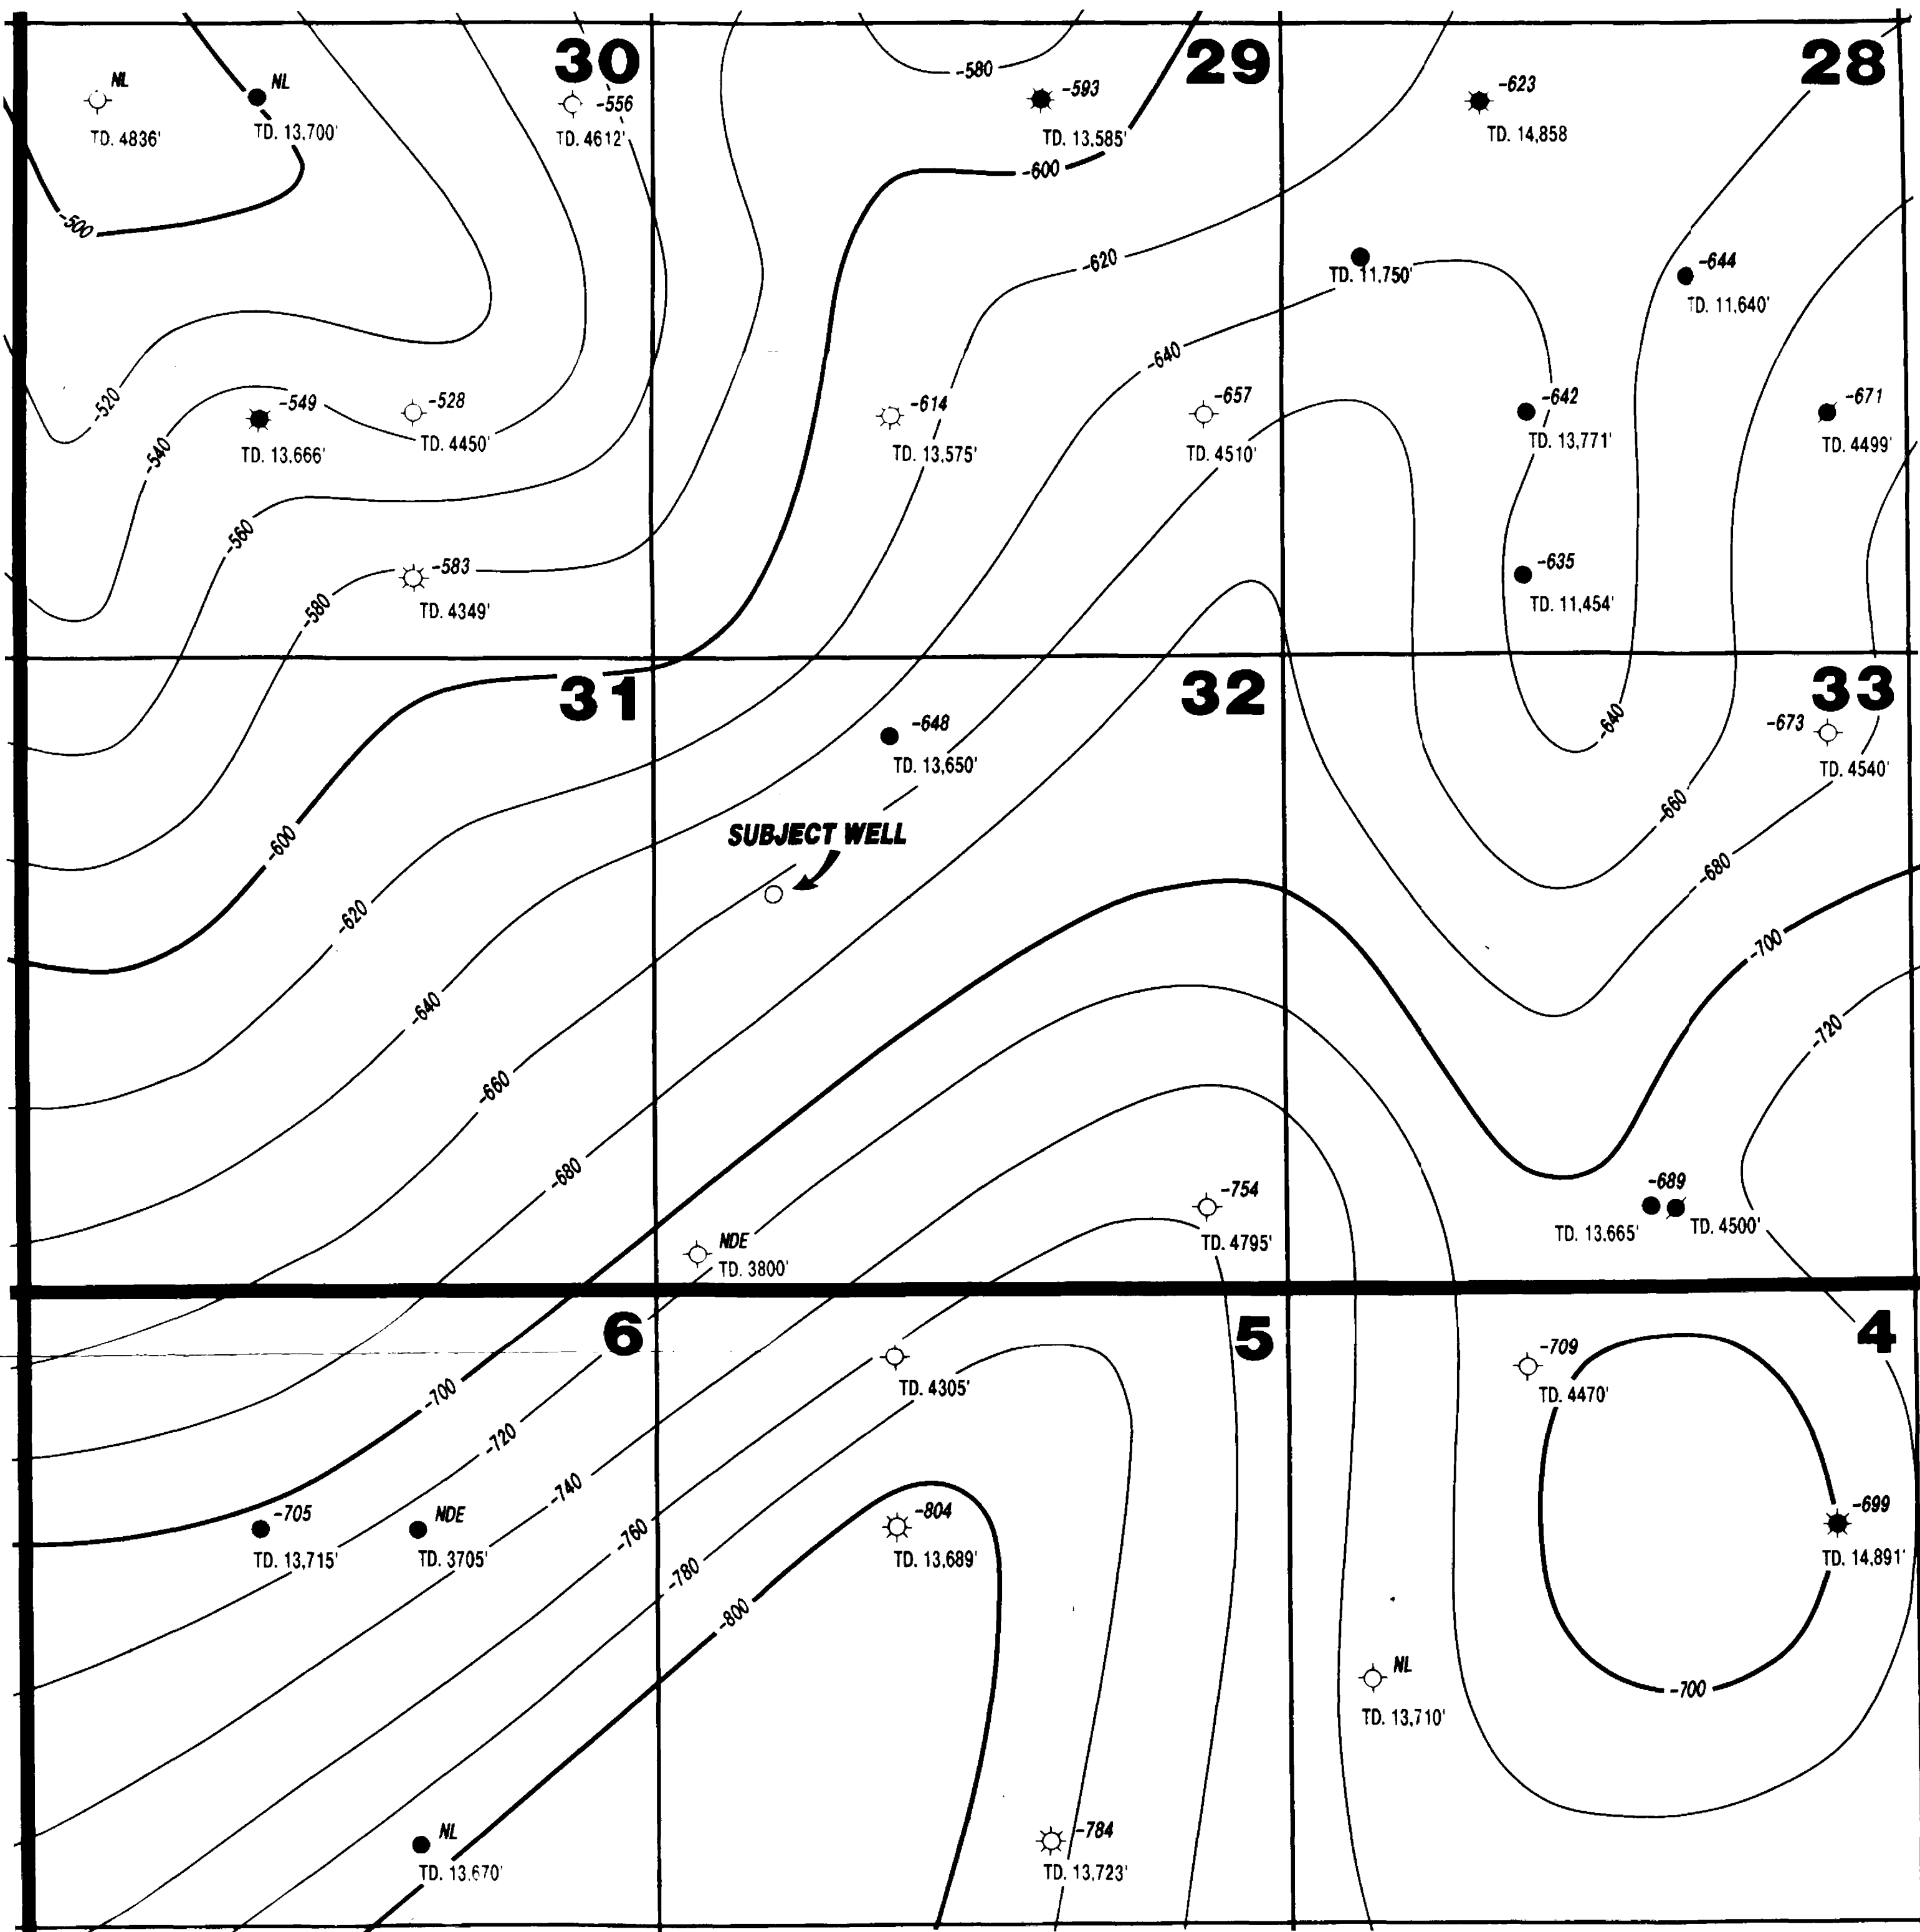 30
29
28
NL
TD. 4836'
NL
TD. 13,700'
-556
TD. 4612'
-580
-593
TD. 13,585'
-623
TD. 14,858
-600
-500
-620
TD. 11,750'
-644
TD. 11,640'
-640
-520
-549
TD. 13,666'
-528
TD. 4450'
-614
TD. 13,575'
-657
TD. 4510'
-642
TD. 13,771'
-671
TD. 4499'
-540
-560
-583
TD. 4349'
-580
-635
TD. 11,454'
31
32
33
-648
TD. 13,650'
-640
-673
TD. 4540'
-600
SUBJECT WELL
-660
-680
-620
-700
-640
-720
-660
-680
-754
TD. 4795'
-689
TD. 13,665'
TD. 4500'
NDE
TD. 3800'
6
5
4
TD. 4305'
-709
TD. 4470'
-700
-720
-740
-705
TD. 13,715'
NDE
TD. 3705'
-760
-780
-804
TD. 13,689'
-699
TD. 14,891'
-800
NL
TD. 13,710'
-700
NL
TD. 13,670'
-784
TD. 13,723'